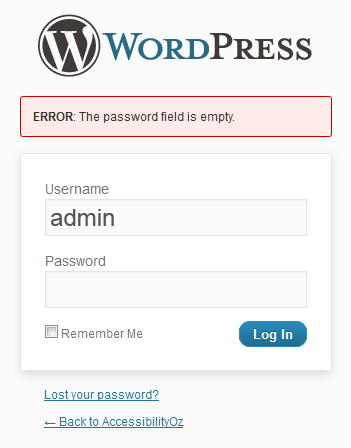 WORDPRESS
ERROR: The password field is empty.
Username
admin
Password
Remember Me
Log In
Lost your password?
← Back to AccessibilityOz